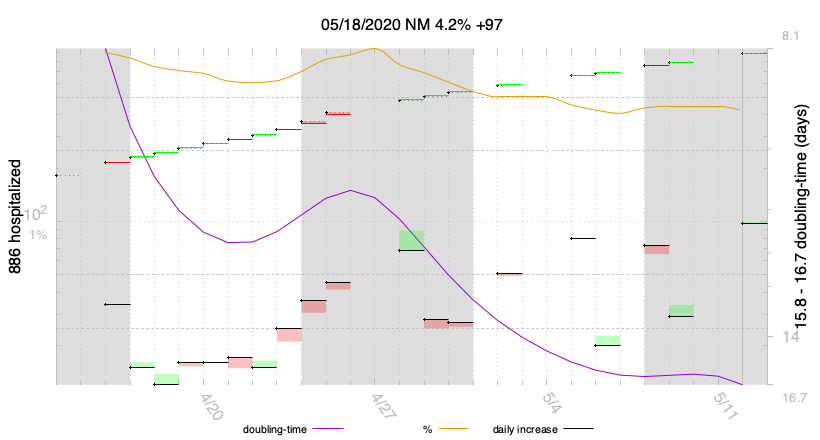 05/18/2020 NM 4.2% +97
8.1
886 hospitalized
10²
1%
15.8 - 16.7 doubling-time (days)
14
16.7
4/20
4/27
5/4
5/11
doubling-time
%
daily increase